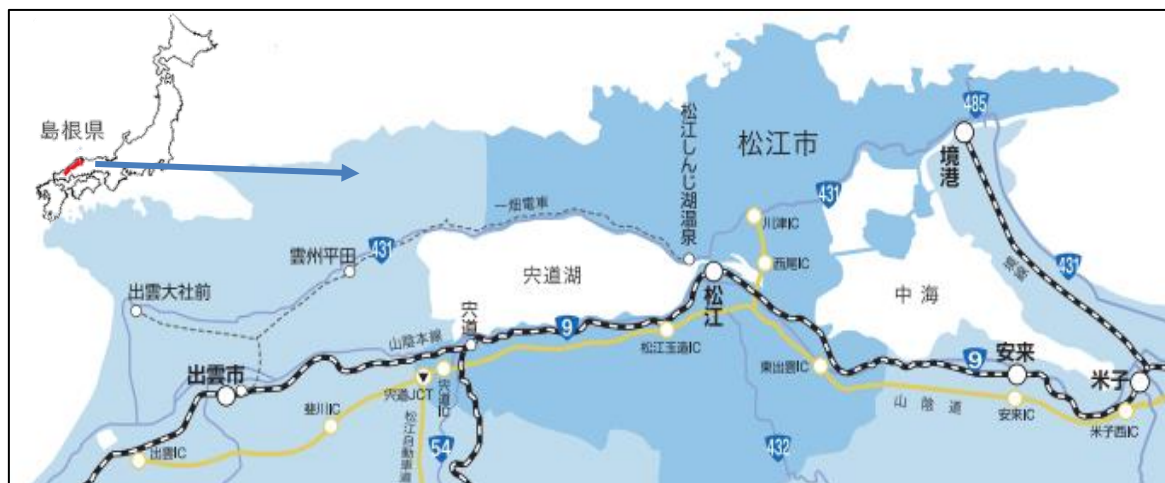 島根県
485
松江市
境港
松江しんじ湖温泉
431
一畑電車
川津IC
雲州平田
431
西尾IC
431
出雲大社前
宍道湖
松江
中海
境線
宍道
9
山陰本線
松江玉造IC
9
安来
出雲市
東出雲IC
米子
宍道JCT
宍道IC
斐川IC
山陰道
安来IC
米子西IC
松江自動車道
54
432
出雲IC